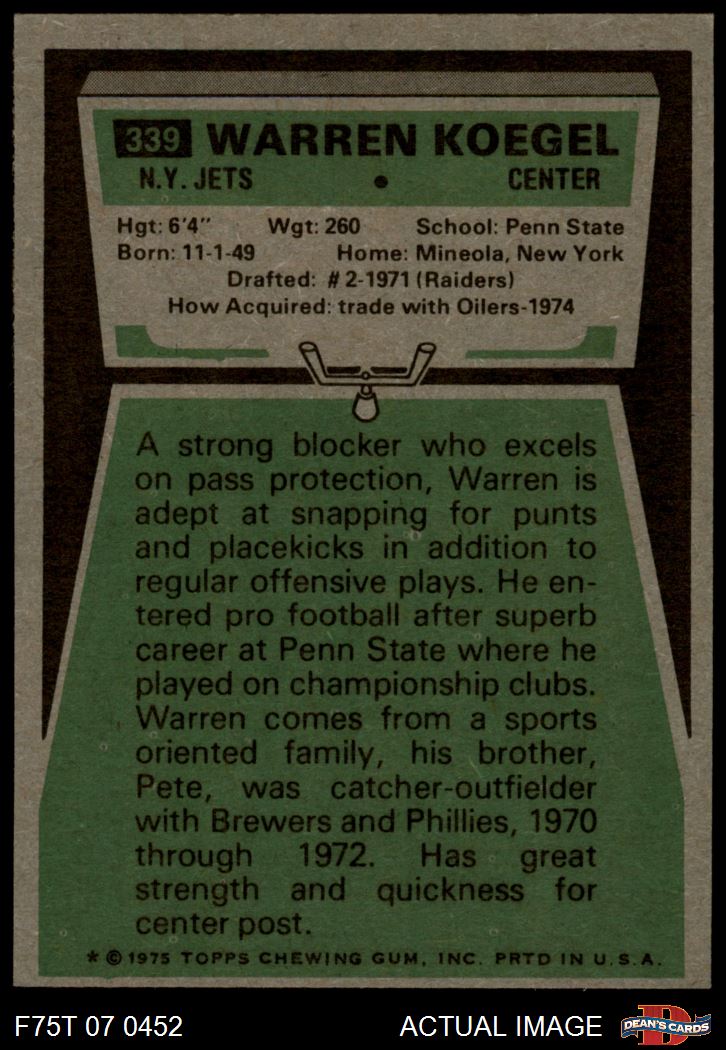 339 WARREN KOEGEL
N.Y. JETS • CENTER
Hgt: 6'4" Wgt: 260 School: Penn State
Born: 11-1-49 Home: Mineola, New York
Drafted: #2-1971 (Raiders)
How Acquired: trade with Oilers-1974
A strong blocker who excels
on pass protection, Warren is
adept at snapping for punts
and placekicks in addition to
regular offensive plays. He en-
tered pro football after superb
career at Penn State where he
played on championship clubs.
Warren comes from a sports
oriented family, his brother,
Pete, was catcher-outfielder
with Brewers and Phillies, 1970
through 1972. Has great
strength and quickness for
center post.
* © 1975 TOPPS CHEWING GUM, INC. PRTD IN U.S.A.
F75T 07 0452 ACTUAL IMAGE D DEAN'S CARDS